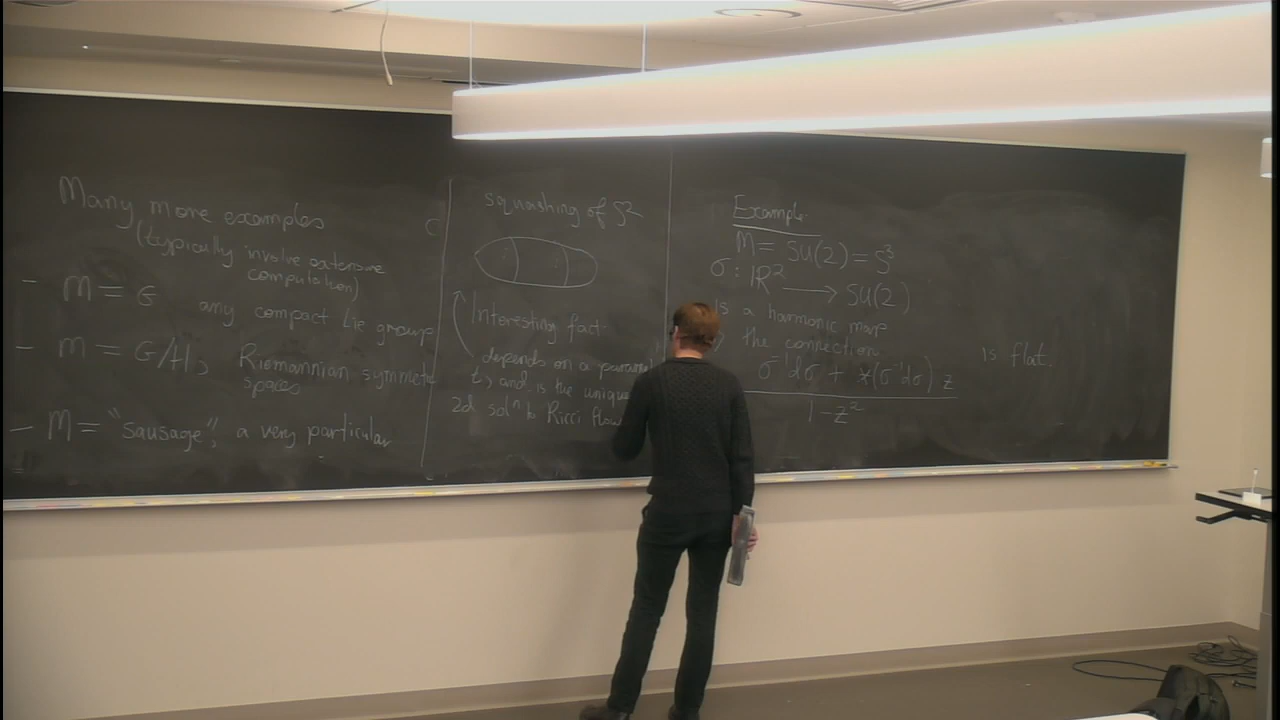 Many more examples
(typically involve extensive
computation)
- M = G any compact Lie group
- M = G/H, Riemannian symmetric
spaces
- M = "sausage", a very particular
squashing of S²
Interesting fact:
depends on a
t, and is the unique
2d solⁿ to Ricci flow
Example
M = SU(2) = S³
σ : ℝ² ⟶ SU(2)
is a harmonic map
the connection
σ⁻¹dσ + *(σ⁻¹dσ) z
1 - z²
is flat.